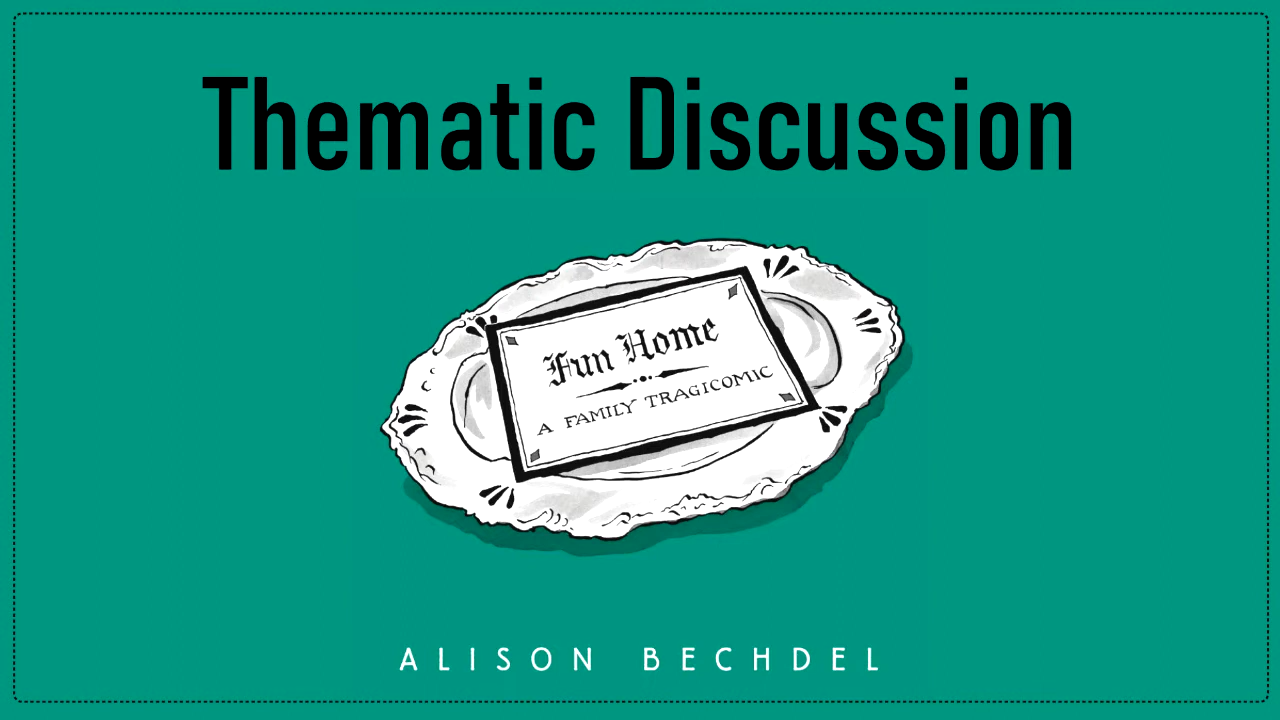 Thematic Discussion
Fun Home
A FAMILY TRAGICOMIC
ALISON BECHDEL